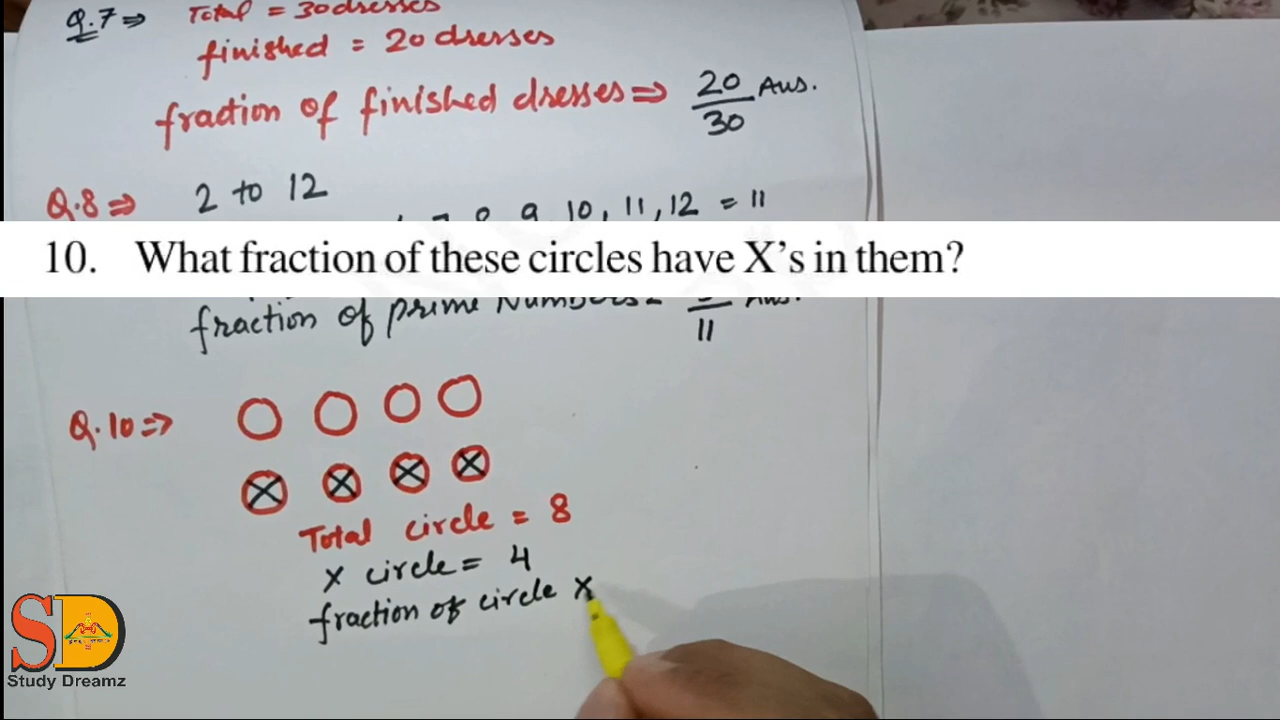 Q.7⇒ Total = 30 dresses
finished = 20 dresses
fraction of finished dresses ⇒ 20/30 Ans.
Q.8⇒ 2 to 12
9, 10, 11, 12 = 11
10. What fraction of these circles have X's in them?
fraction of prime Numbers = /11 Ans.
Q.10⇒
Total circle = 8
X circle = 4
fraction of circle X
SD
Study Dreamz